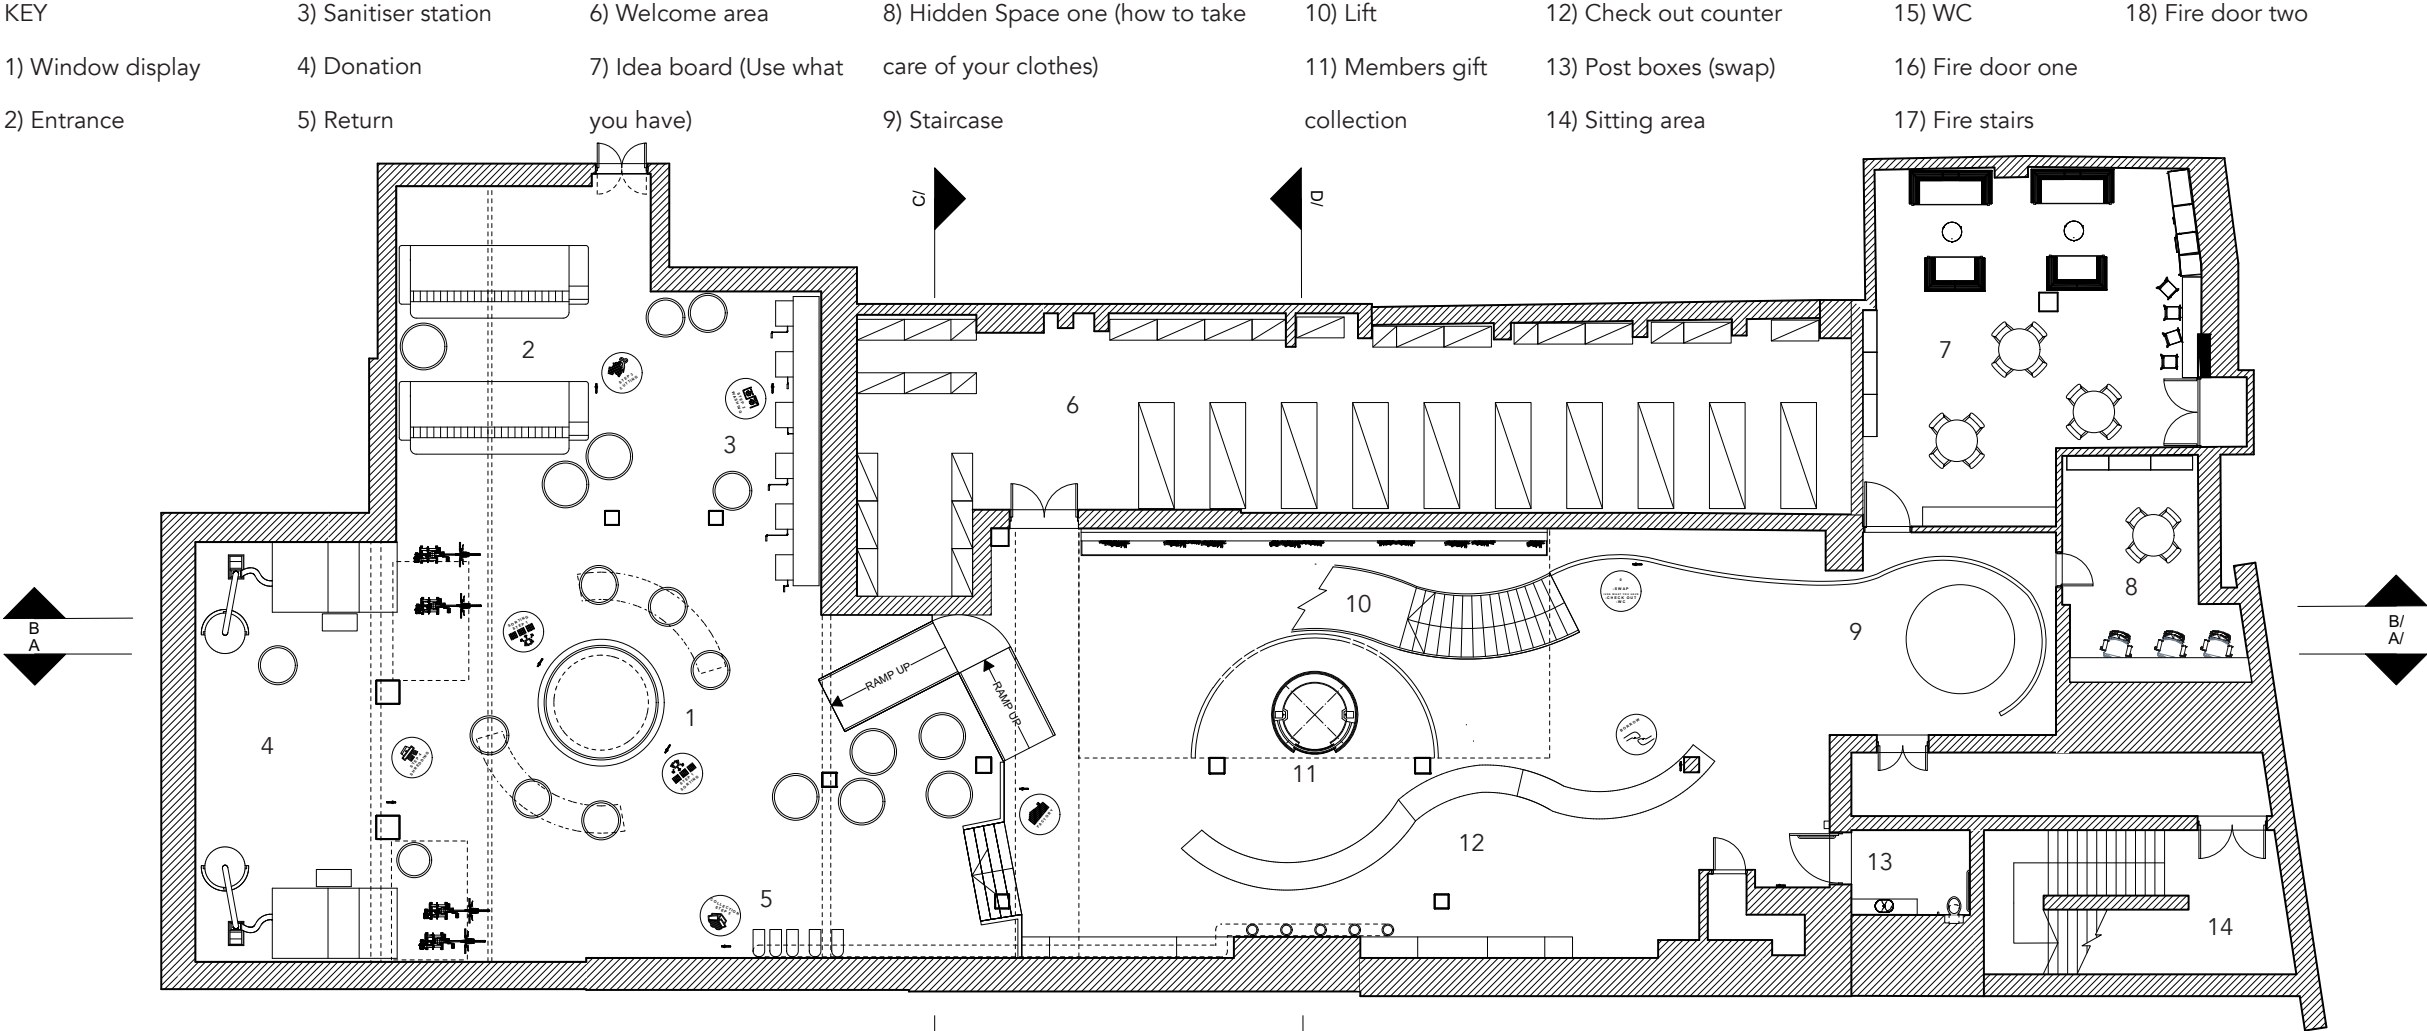 KEY
1) Window display
2) Entrance
3) Sanitiser station
4) Donation
5) Return
6) Welcome area
7) Idea board (Use what
you have)
8) Hidden Space one (how to take
care of your clothes)
9) Staircase
10) Lift
11) Members gift
collection
12) Check out counter
13) Post boxes (swap)
14) Sitting area
15) WC
16) Fire door one
17) Fire stairs
18) Fire door two
C/
D/
2
3
6
7
8
9
10
B
A
B/
A/
RAMP UP
RAMP UP
1
4
11
12
13
5
14